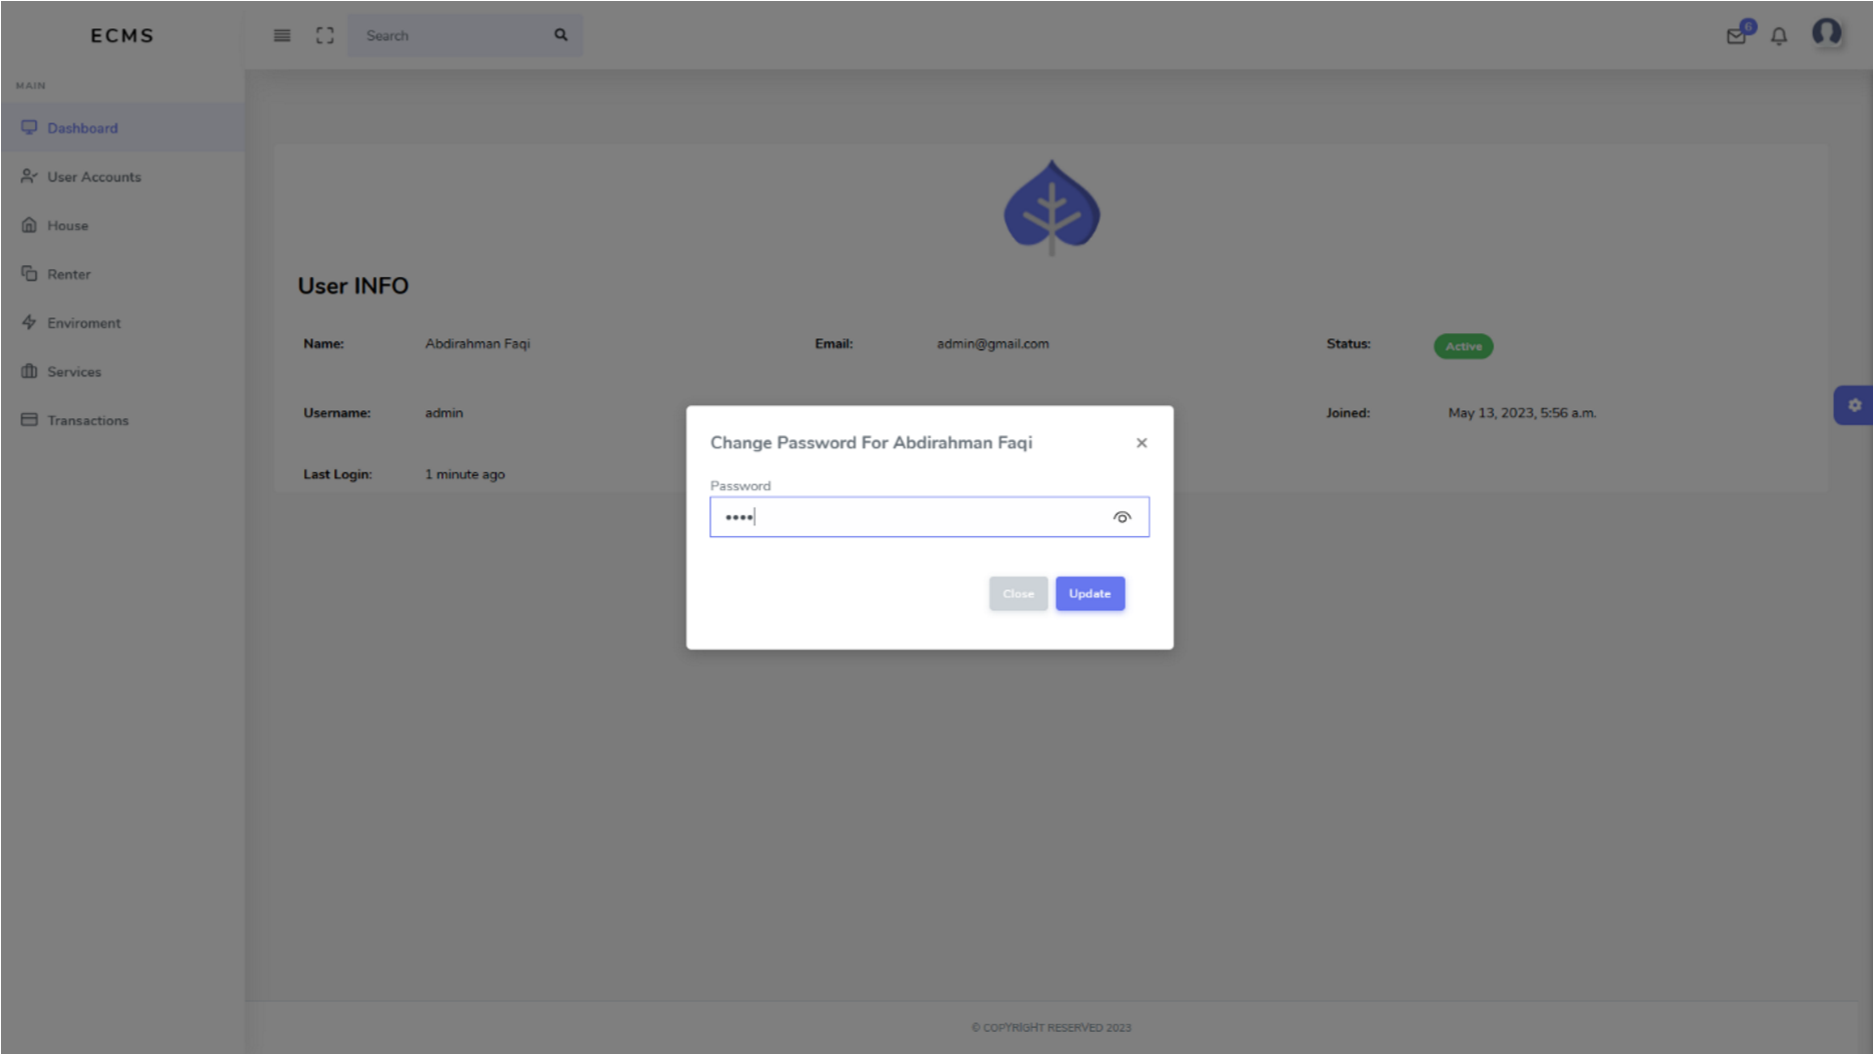 ECMS
Search
6
MAIN
Dashboard
User Accounts
House
Renter
Enviroment
Services
Transactions
User INFO
Name: Abdirahman Faqi Email: admin@gmail.com Status: Active
Username: admin Joined: May 13, 2023, 5:56 a.m.
Last Login: 1 minute ago
Change Password For Abdirahman Faqi ×
Password
••••
Close Update
© COPYRIGHT RESERVED 2023